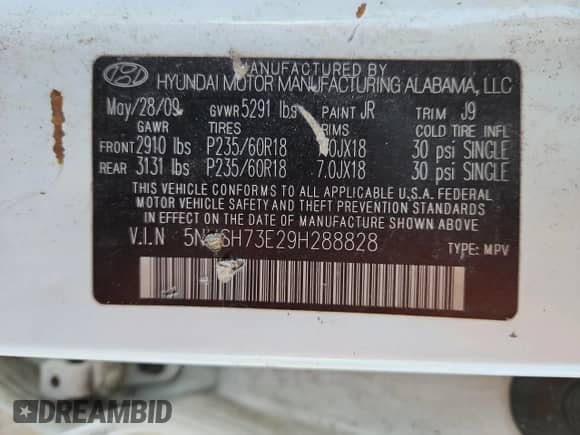 MANUFACTURED BY
HYUNDAI MOTOR MANUFACTURING ALABAMA, LLC
May/28/09 GVWR 5291 lbs PAINT JR TRIM J9
GAWR TIRES RIMS COLD TIRE INFL
FRONT 2910 lbs P235/60R18 30 psi SINGLE
REAR 3131 lbs P235/60R18 7.0JX18 30 psi SINGLE
THIS VEHICLE CONFORMS TO ALL APPLICABLE U.S.A. FEDERAL
MOTOR VEHICLE SAFETY AND THEFT PREVENTION STANDARDS
IN EFFECT ON THE DATE OF MANUFACTURE SHOWN ABOVE.
V.I.N TYPE: MPV
DREAMBID